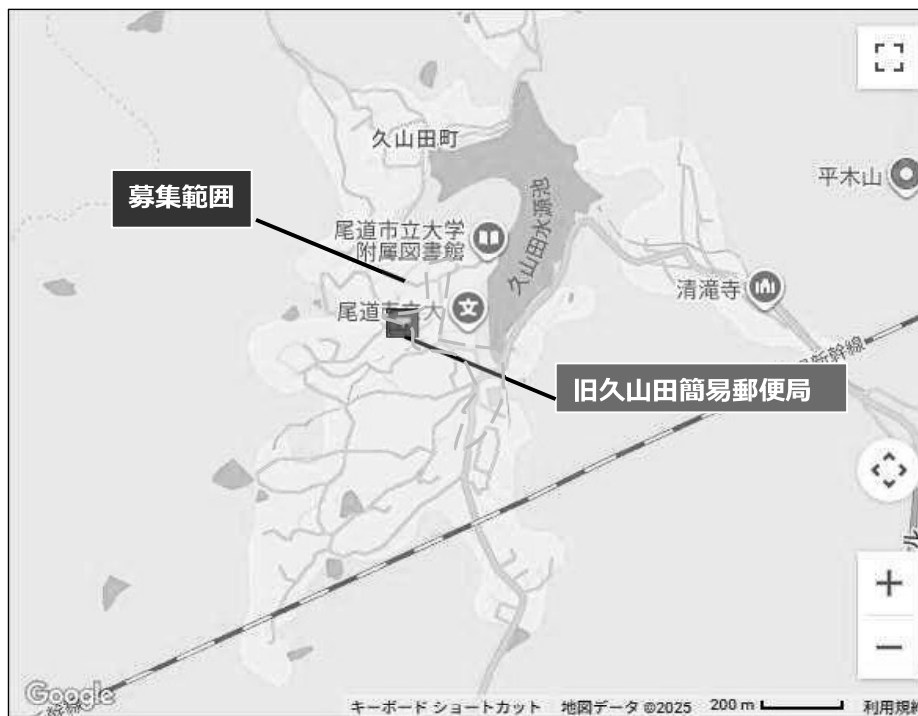 久山田町
平木山
募集範囲
尾道市立大学
附属図書館
久山田水源池
清滝寺
尾道市立大
新幹線
旧久山田簡易郵便局
ル
Google
キーボード ショートカット 地図データ ©2025 200 m 利用規約